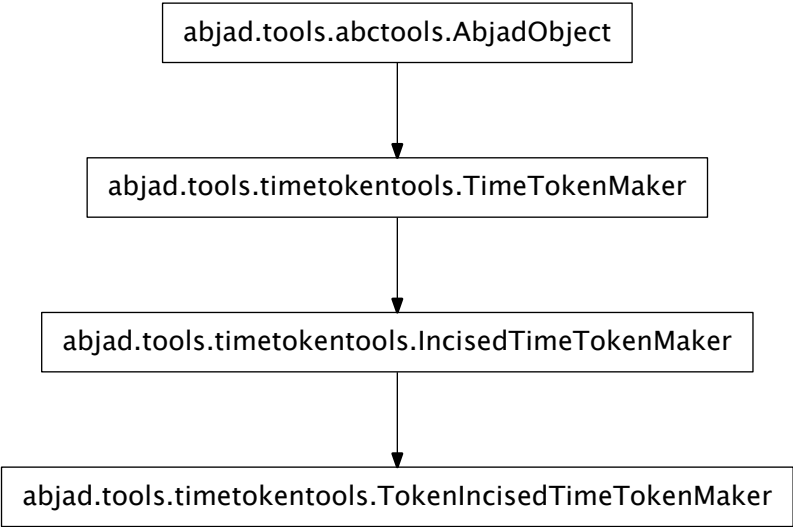 abjad.tools.abctools.AbjadObject
abjad.tools.timetokentools.TimeTokenMaker
abjad.tools.timetokentools.IncisedTimeTokenMaker
abjad.tools.timetokentools.TokenIncisedTimeTokenMaker